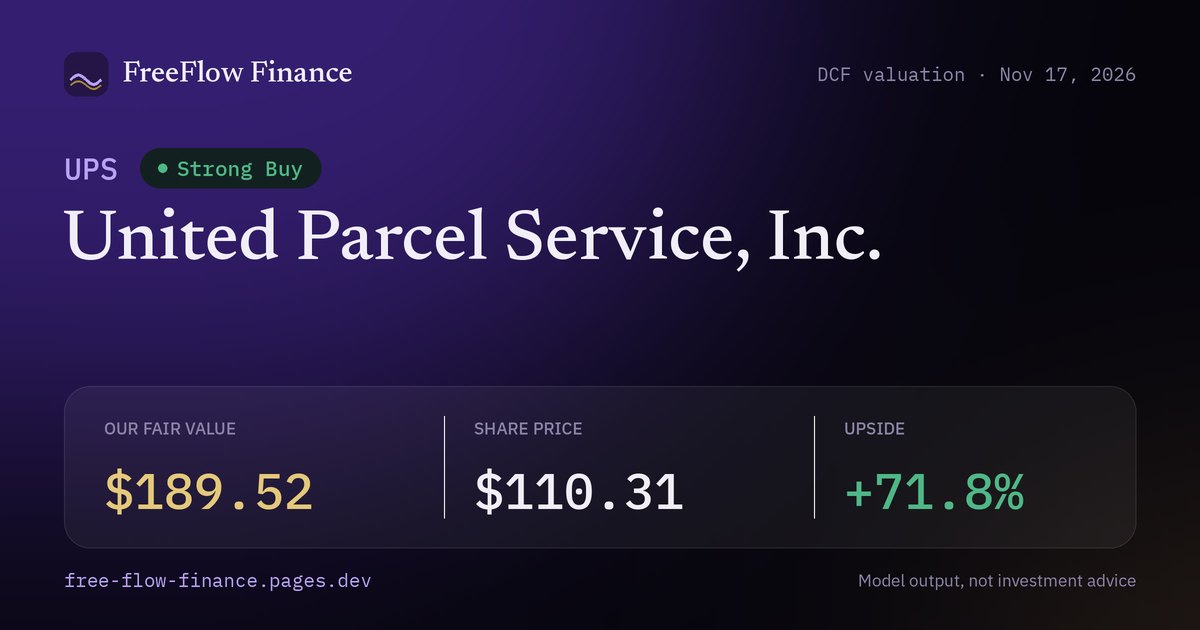 FreeFlow Finance
DCF valuation · Nov 17, 2026
UPS
Strong Buy
United Parcel Service, Inc.
OUR FAIR VALUE
$189.52
SHARE PRICE
$110.31
UPSIDE
+71.8%
free-flow-finance.pages.dev
Model output, not investment advice